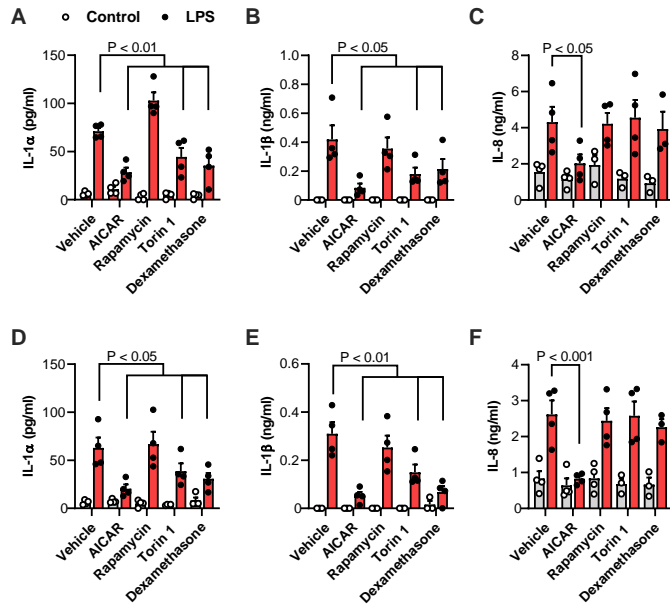 A
Control
LPS
P < 0.01
IL-1α (pg/ml)
150
100
50
0
Vehicle
AICAR
Rapamycin
Torin 1
Dexamethasone
B
P < 0.05
IL-1β (ng/ml)
1.0
0.8
0.6
0.4
0.2
0.0
Vehicle
AICAR
Rapamycin
Torin 1
Dexamethasone
C
P < 0.05
IL-8 (ng/ml)
8
6
4
2
0
Vehicle
AICAR
Rapamycin
Torin 1
Dexamethasone
D
P < 0.05
IL-1α (pg/ml)
150
100
50
0
Vehicle
AICAR
Rapamycin
Torin 1
Dexamethasone
E
P < 0.01
IL-1β (ng/ml)
0.6
0.4
0.2
0.0
Vehicle
AICAR
Rapamycin
Torin 1
Dexamethasone
F
P < 0.001
IL-8 (ng/ml)
4
3
2
1
0
Vehicle
AICAR
Rapamycin
Torin 1
Dexamethasone